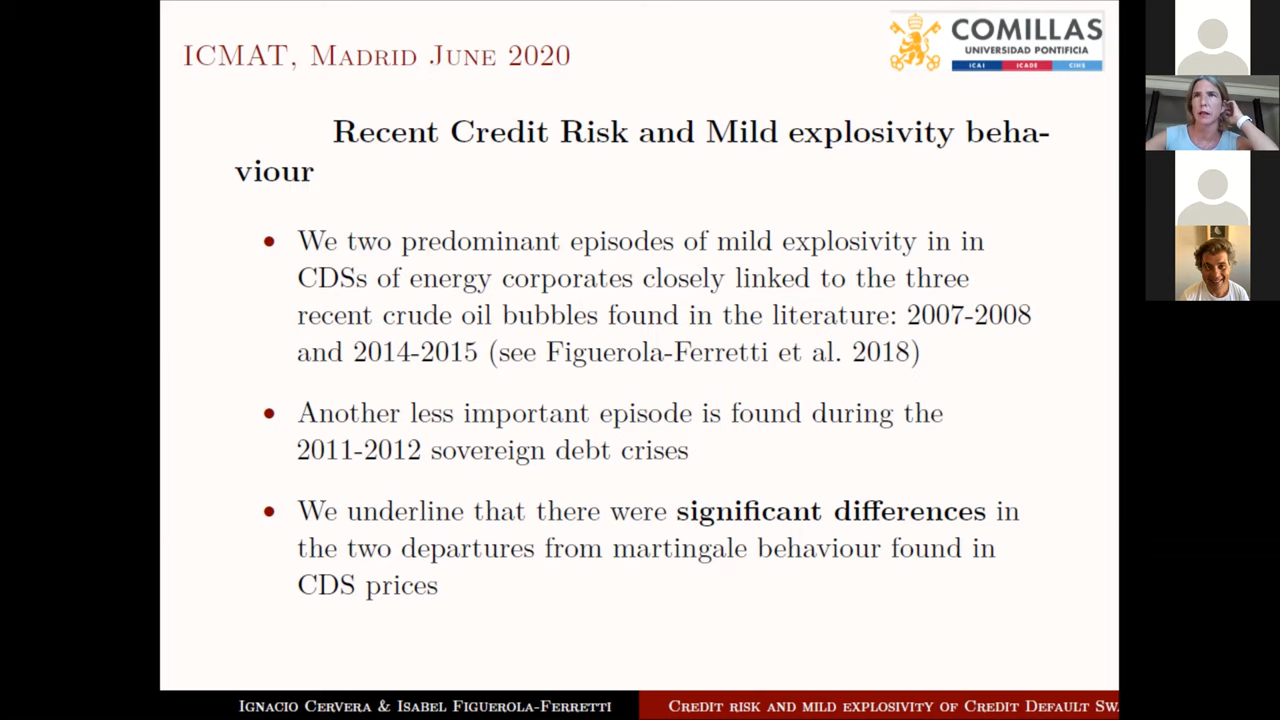 ICMAT, Madrid June 2020
COMILLAS
UNIVERSIDAD PONTIFICIA
ICAI ICADE CIHS
Recent Credit Risk and Mild explosivity beha-
viour
• We two predominant episodes of mild explosivity in in
CDSs of energy corporates closely linked to the three
recent crude oil bubbles found in the literature: 2007-2008
and 2014-2015 (see Figuerola-Ferretti et al. 2018)
• Another less important episode is found during the
2011-2012 sovereign debt crises
• We underline that there were significant differences in
the two departures from martingale behaviour found in
CDS prices
Ignacio Cervera & Isabel Figuerola-Ferretti
Credit risk and mild explosivity of Credit Default Sw